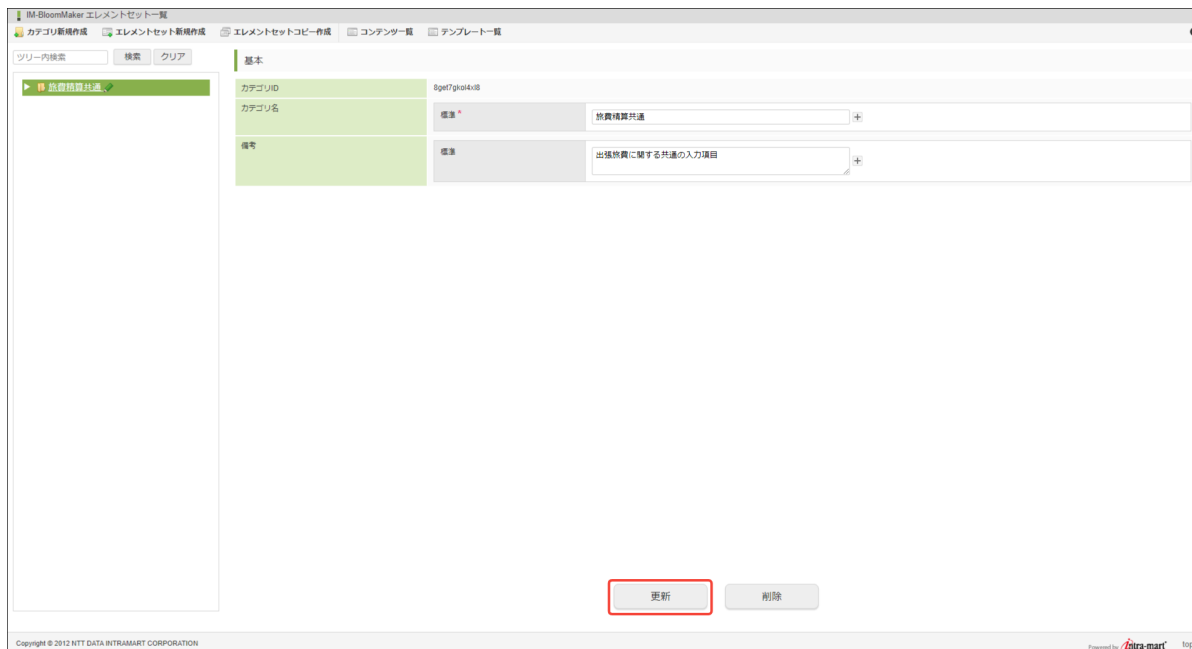 IM-BloomMaker エレメントセット一覧
カテゴリ新規作成 エレメントセット新規作成 エレメントセットコピー作成 コンテンツ一覧 テンプレート一覧
ツリー内検索 検索 クリア
基本
旅費精算共通
カテゴリID 8get7gkoi4xl8
カテゴリ名 標準 * 旅費精算共通
備考 標準 出張旅費に関する共通の入力項目
更新 削除
Copyright © 2012 NTT DATA INTRAMART CORPORATION
Powered by intra-mart top